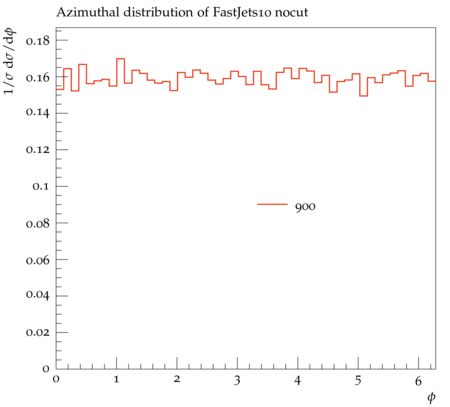 Azimuthal distribution of FastJets10 nocut
1/σ dσ/dϕ
0.18
0.16
0.14
0.12
0.1
0.08
0.06
0.04
0.02
0
900
0 1 2 3 4 5 6
ϕ